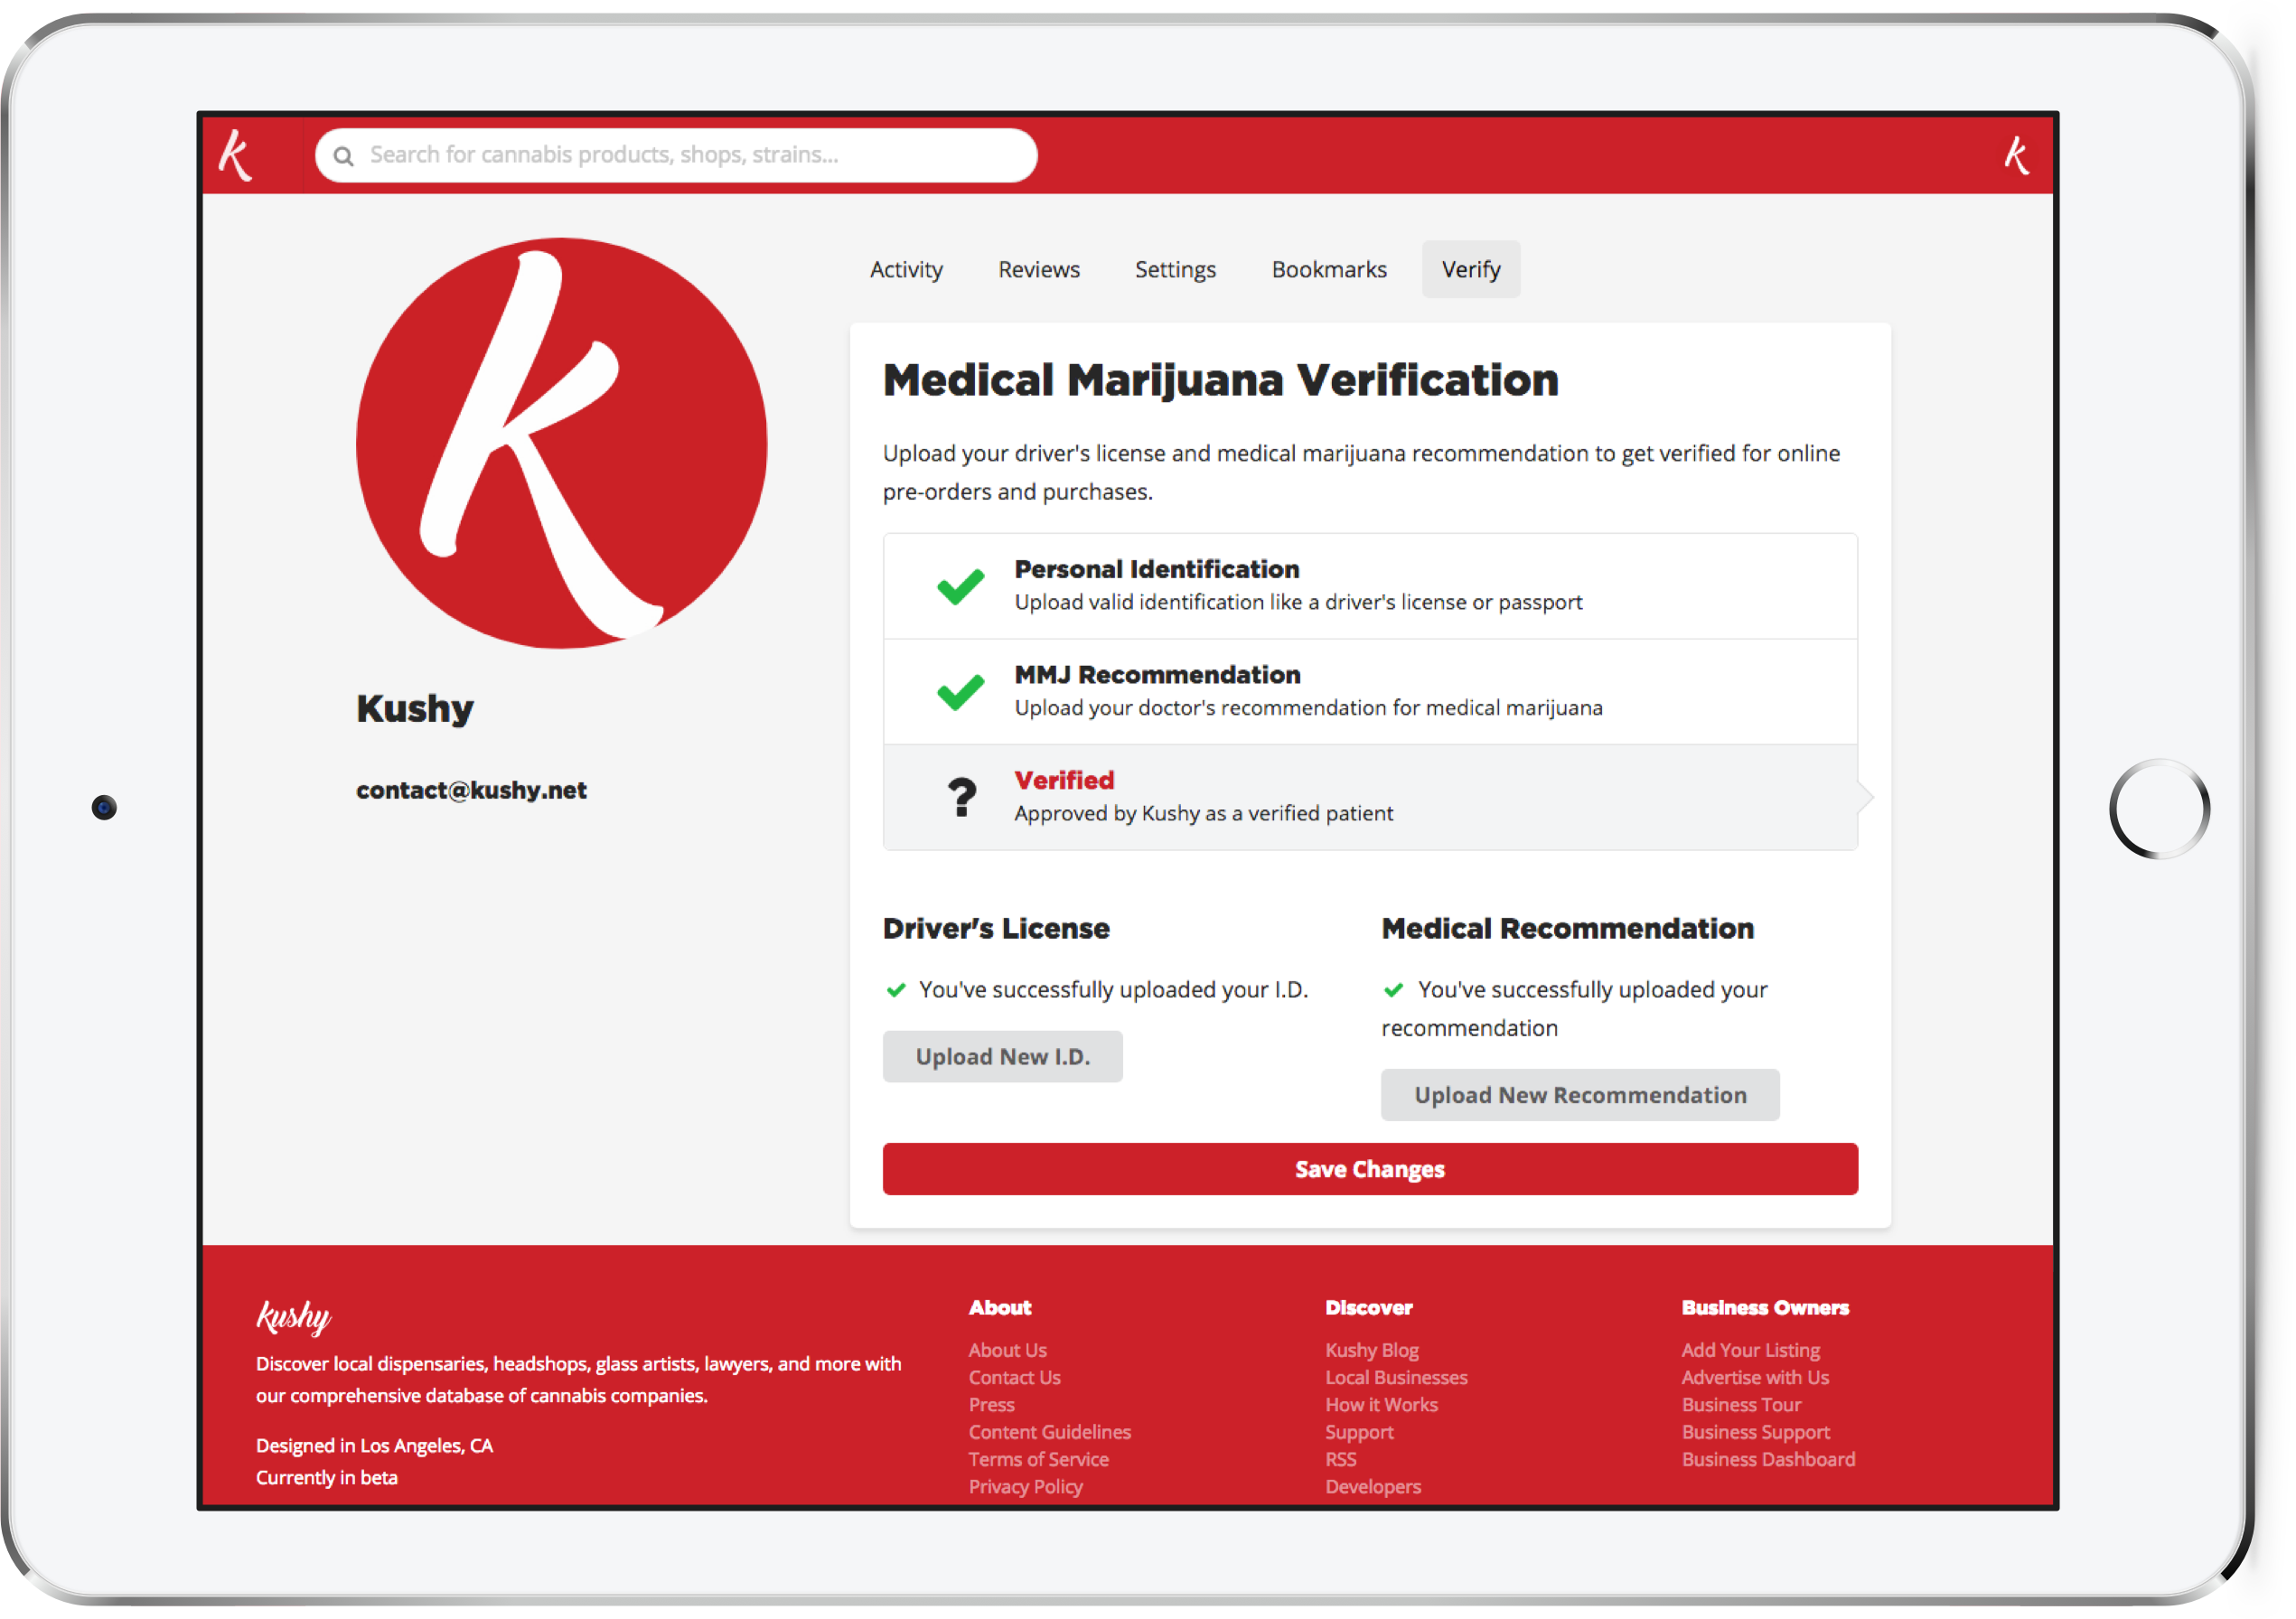 k
Search for cannabis products, shops, strains...
k
k
Kushy
contact@kushy.net
Activity
Reviews
Settings
Bookmarks
Verify
Medical Marijuana Verification
Upload your driver's license and medical marijuana recommendation to get verified for online
pre-orders and purchases.
Personal Identification
Upload valid identification like a driver's license or passport
MMJ Recommendation
Upload your doctor's recommendation for medical marijuana
?
Verified
Approved by Kushy as a verified patient
Driver's License
You've successfully uploaded your I.D.
Upload New I.D.
Medical Recommendation
You've successfully uploaded your
recommendation
Upload New Recommendation
Save Changes
kushy
Discover local dispensaries, headshops, glass artists, lawyers, and more with
our comprehensive database of cannabis companies.
Designed in Los Angeles, CA
Currently in beta
About
About Us
Contact Us
Press
Content Guidelines
Terms of Service
Privacy Policy
Discover
Kushy Blog
Local Businesses
How it Works
Support
RSS
Developers
Business Owners
Add Your Listing
Advertise with Us
Business Tour
Business Support
Business Dashboard